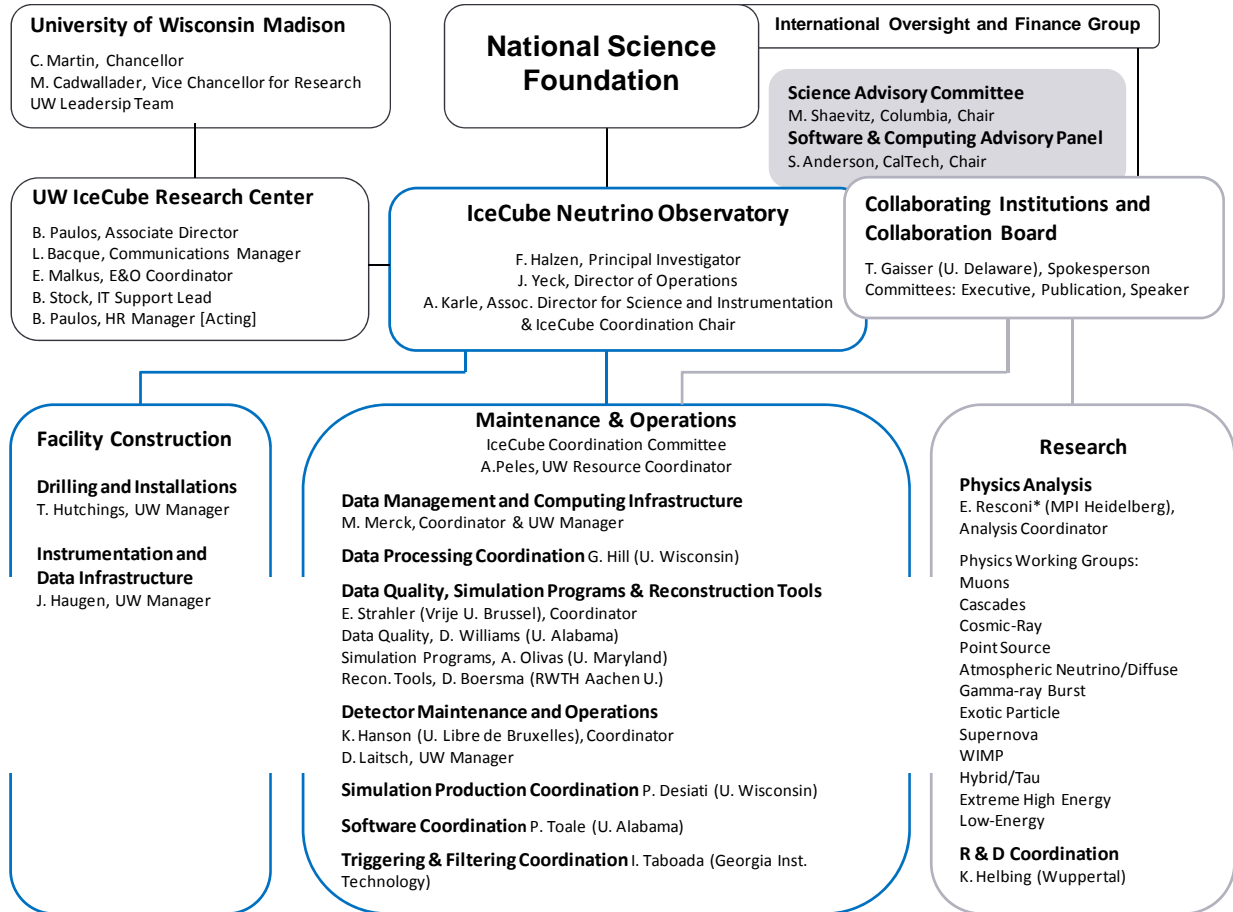 University of Wisconsin Madison
C. Martin, Chancellor
M. Cadwallader, Vice Chancellor for Research
UW Leadersip Team
National Science
Foundation
International Oversight and Finance Group
Science Advisory Committee
M. Shaevitz, Columbia, Chair
Software & Computing Advisory Panel
S. Anderson, CalTech, Chair
UW IceCube Research Center
B. Paulos, Associate Director
L. Bacque, Communications Manager
E. Malkus, E&O Coordinator
B. Stock, IT Support Lead
B. Paulos, HR Manager [Acting]
IceCube Neutrino Observatory
F. Halzen, Principal Investigator
J. Yeck, Director of Operations
A. Karle, Assoc. Director for Science and Instrumentation
& IceCube Coordination Chair
Collaborating Institutions and
Collaboration Board
T. Gaisser (U. Delaware), Spokesperson
Committees: Executive, Publication, Speaker
Facility Construction
Drilling and Installations
T. Hutchings, UW Manager
Instrumentation and
Data Infrastructure
J. Haugen, UW Manager
Maintenance & Operations
IceCube Coordination Committee
A.Peles, UW Resource Coordinator
Data Management and Computing Infrastructure
M. Merck, Coordinator & UW Manager
Data Processing Coordination G. Hill (U. Wisconsin)
Data Quality, Simulation Programs & Reconstruction Tools
E. Strahler (Vrije U. Brussel), Coordinator
Data Quality, D. Williams (U. Alabama)
Simulation Programs, A. Olivas (U. Maryland)
Recon. Tools, D. Boersma (RWTH Aachen U.)
Detector Maintenance and Operations
K. Hanson (U. Libre de Bruxelles), Coordinator
D. Laitsch, UW Manager
Simulation Production Coordination P. Desiati (U. Wisconsin)
Software Coordination P. Toale (U. Alabama)
Triggering & Filtering Coordination I. Taboada (Georgia Inst.
Technology)
Research
Physics Analysis
E. Resconi* (MPI Heidelberg),
Analysis Coordinator
Physics Working Groups:
Muons
Cascades
Cosmic-Ray
Point Source
Atmospheric Neutrino/Diffuse
Gamma-ray Burst
Exotic Particle
Supernova
WIMP
Hybrid/Tau
Extreme High Energy
Low-Energy
R & D Coordination
K. Helbing (Wuppertal)